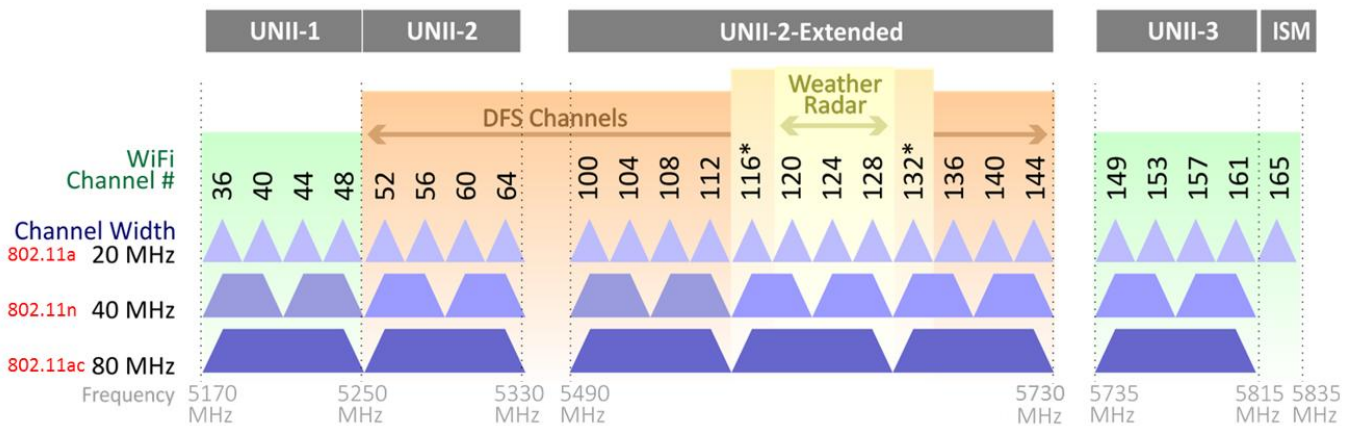 UNII-1 UNII-2 UNII-2-Extended UNII-3 ISM
Weather
Radar
DFS Channels
WiFi
Channel #
36 40 44 48 52 56 60 64 100 104 108 112 116* 120 124 128 132* 136 140 144 149 153 157 161 165
Channel Width
802.11a 20 MHz
802.11n 40 MHz
802.11ac 80 MHz
Frequency 5170 5250 5330 5490 5730 5735 5815 5835
MHz MHz MHz MHz MHz MHz MHz MHz